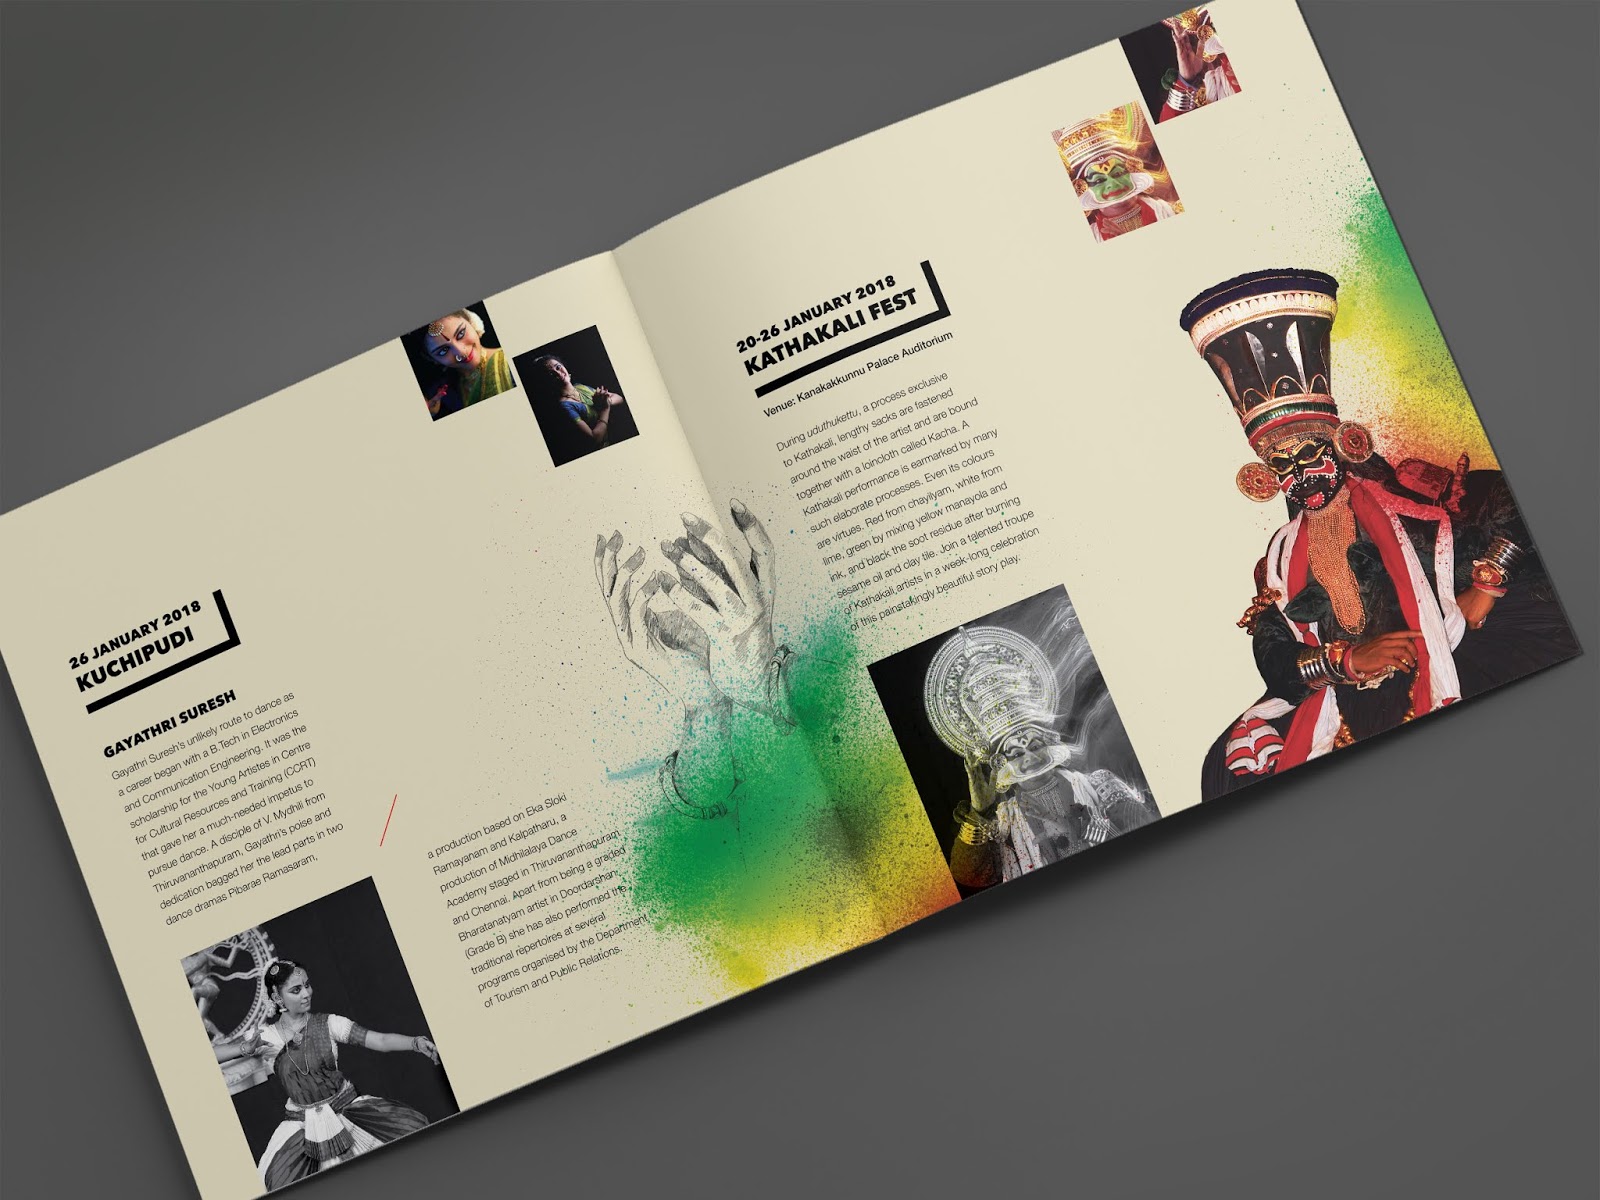 26 JANUARY 2018
KUCHIPUDI
GAYATHRI SURESH
Gayathri Suresh's unlikely route to dance as
a career began with a B.Tech in Electronics
and Communication Engineering. It was the
scholarship for the Young Artistes in Centre
for Cultural Resources and Training (CCRT)
that gave her a much-needed impetus to
pursue dance. A disciple of V. Mydhili from
Thiruvananthapuram, Gayathri's poise and
dedication bagged her the lead parts in two
dance dramas Pibarae Ramasaram,
a production based on Eka Sloki
Ramayanam and Kalpatharu, a
production of Midhilalaya Dance
Academy staged in Thiruvananthapuram
and Chennai. Apart from being a graded
Bharatanatyam artist in Doordarshan
(Grade B) she has also performed the
traditional repertoires at several
programs organised by the Department
of Tourism and Public Relations.
20-26 JANUARY 2018
KATHAKALI FEST
Venue: Kanakakkunnu Palace Auditorium
During uduthukettu, a process exclusive
to Kathakali, lengthy sacks are fastened
around the waist of the artist and are bound
together with a loincloth called Kacha. A
Kathakali performance is earmarked by many
such elaborate processes. Even its colours
are virtues. Red from chayilyam, white from
lime, green by mixing yellow manayola and
ink, and black the soot residue after burning
sesame oil and clay tile. Join a talented troupe
of Kathakali artists in a week-long celebration
of this painstakingly beautiful story play.